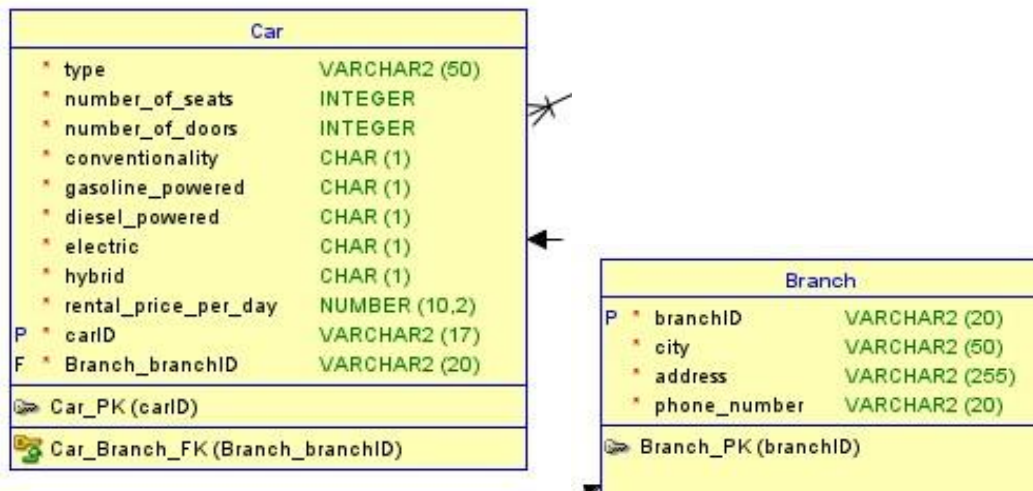 Car
* type VARCHAR2 (50)
* number_of_seats INTEGER
* number_of_doors INTEGER
* conventionality CHAR (1)
* gasoline_powered CHAR (1)
* diesel_powered CHAR (1)
* electric CHAR (1)
* hybrid CHAR (1)
* rental_price_per_day NUMBER (10,2)
P * carID VARCHAR2 (17)
F * Branch_branchID VARCHAR2 (20)
Car_PK (carID)
Car_Branch_FK (Branch_branchID)
Branch
P * branchID VARCHAR2 (20)
* city VARCHAR2 (50)
* address VARCHAR2 (255)
* phone_number VARCHAR2 (20)
Branch_PK (branchID)